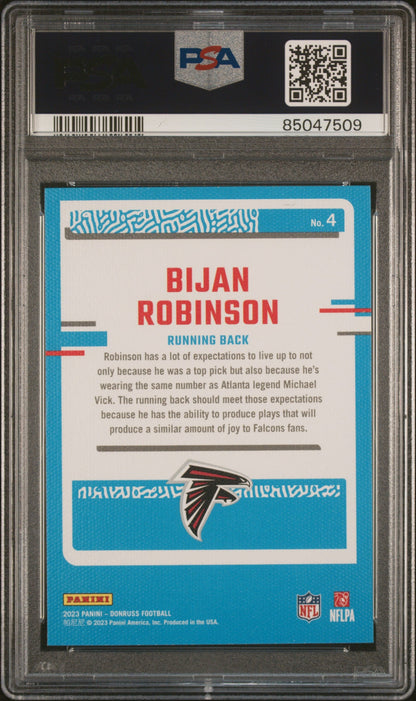 PSA
85047509
No. 4
BIJAN
ROBINSON
RUNNING BACK
Robinson has a lot of expectations to live up to not
only because he was a top pick but also because he's
wearing the same number as Atlanta legend Michael
Vick. The running back should meet those expectations
because he has the ability to produce plays that will
produce a similar amount of joy to Falcons fans.
PANINI
2023 PANINI – DONRUSS FOOTBALL
帕尼尼 © 2023 Panini America, Inc. Produced in the USA.
NFL
NFLPA